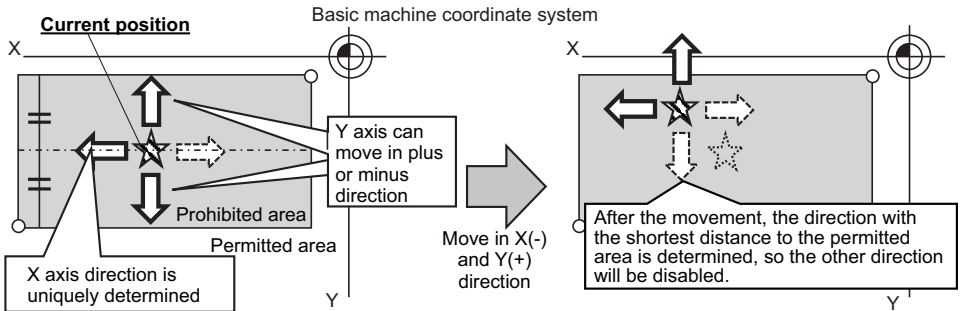 Basic machine coordinate system
Current position
X
Y axis can
move in plus
or minus
direction
Prohibited area
Permitted area
X axis direction is
uniquely determined
Y
Move in X(-)
and Y(+)
direction
X
After the movement, the direction with
the shortest distance to the permitted
area is determined, so the other direction
will be disabled.
Y